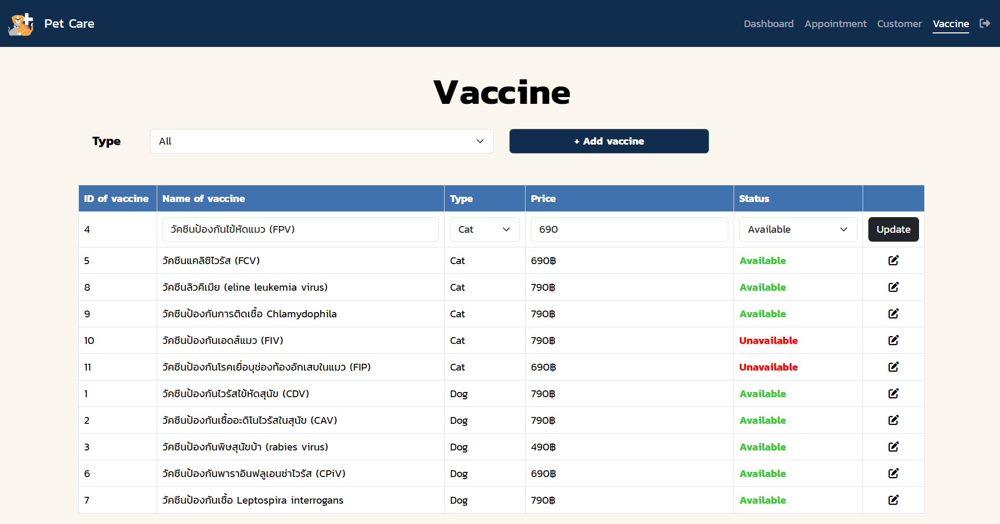 Pet Care
Dashboard Appointment Customer Vaccine
Vaccine
Type All + Add vaccine
ID of vaccine Name of vaccine Type Price Status
4 วัคซีนป้องกันไข้หัดแมว (FPV) Cat 690 Available Update
5 วัคซีนแคลิซิไวรัส (FCV) Cat 690฿ Available
8 วัคซีนลิวคีเมีย (eline leukemia virus) Cat 790฿ Available
9 วัคซีนป้องกันการติดเชื้อ Chlamydophila Cat 790฿ Available
10 วัคซีนป้องกันเอดส์แมว (FIV) Cat 790฿ Unavailable
11 วัคซีนป้องกันโรคเยื่อบุช่องท้องอักเสบในแมว (FIP) Cat 690฿ Unavailable
1 วัคซีนป้องกันไวรัสไข้หัดสุนัข (CDV) Dog 790฿ Available
2 วัคซีนป้องกันเชื้ออะดิโนไวรัสในสุนัข (CAV) Dog 790฿ Available
3 วัคซีนป้องกันพิษสุนัขบ้า (rabies virus) Dog 490฿ Available
6 วัคซีนป้องกันพาราอินฟลูเอนซ่าไวรัส (CPiV) Dog 690฿ Available
7 วัคซีนป้องกันเชื้อ Leptospira interrogans Dog 790฿ Available